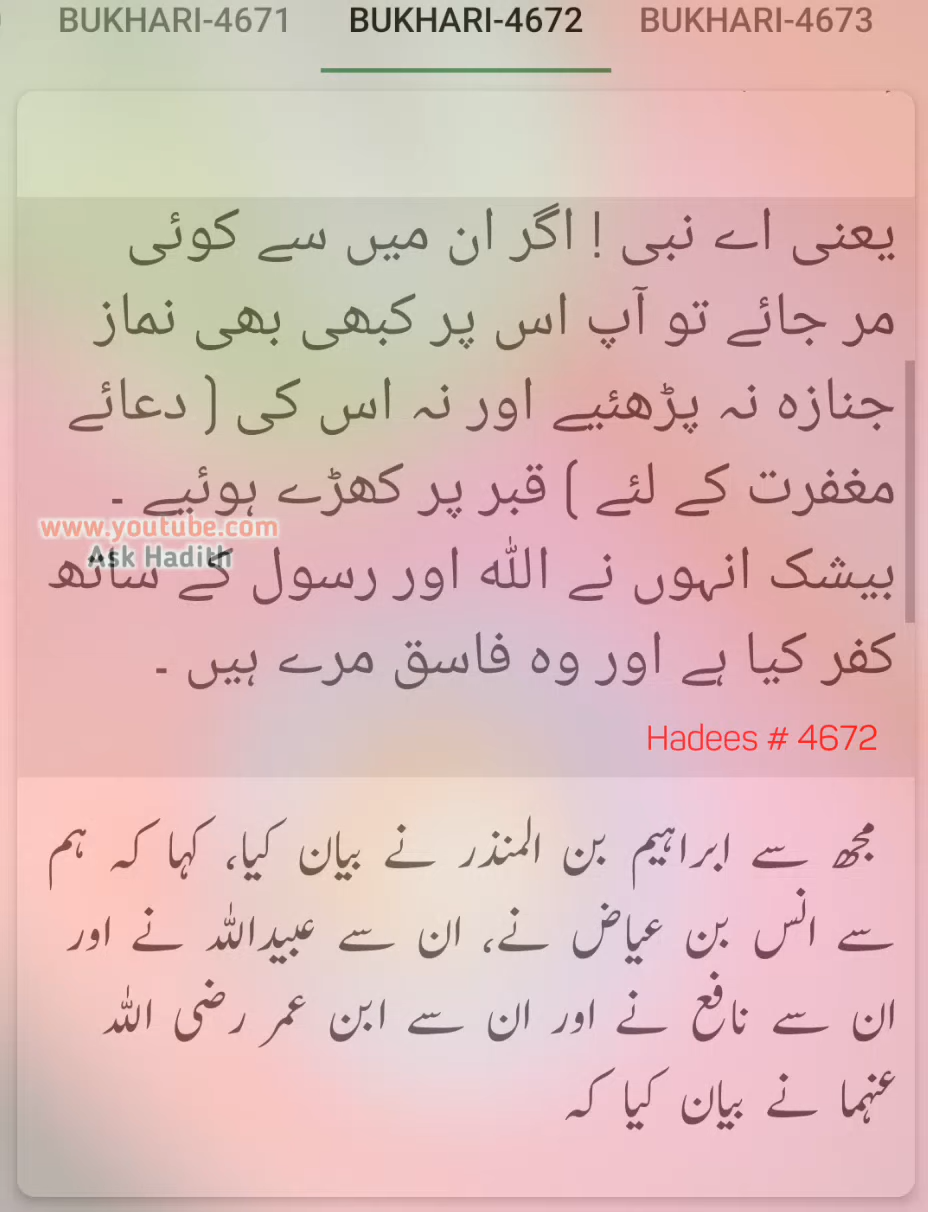 BUKHARI-4671 BUKHARI-4672 BUKHARI-4673
یعنی اے نبی ! اگر ان میں سے کوئی
مر جائے تو آپ اس پر کبھی بھی نماز
جنازہ نہ پڑھئیے اور نہ اس کی ( دعائے
مغفرت کے لئے ) قبر پر کھڑے ہوئیے ۔
www.youtube.com
Ask Hadith
بیشک انہوں نے اللہ اور رسول کے ساتھ
کفر کیا ہے اور وہ فاسق مرے ہیں ۔
Hadees # 4672
مجھ سے ابراہیم بن المنذر نے بیان کیا، کہا کہ ہم
سے انس بن عیاض نے، ان سے عبیداللہ نے اور
ان سے نافع نے اور ان سے ابن عمر رضی اللہ
عنہما نے بیان کیا کہ